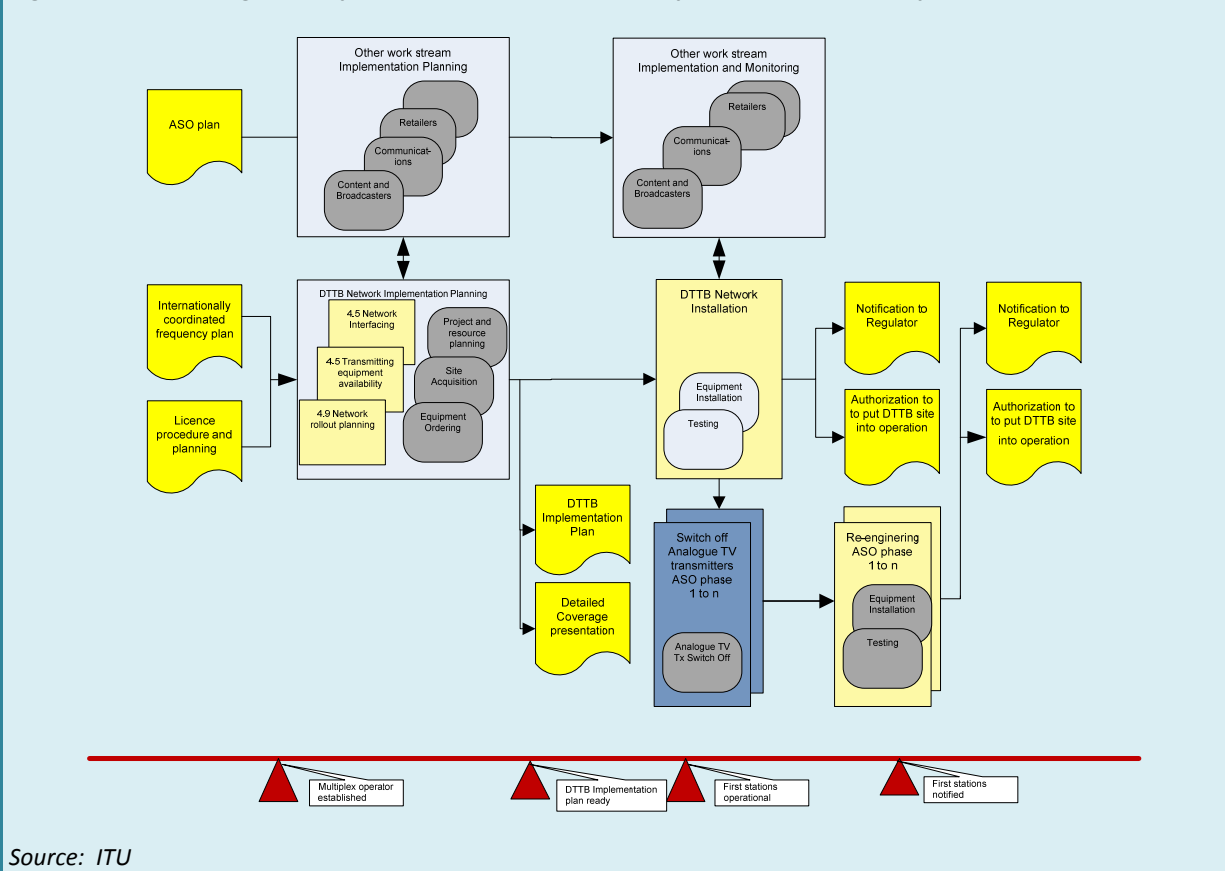 Other work stream
Implementation Planning
Retailers
Communicat-
ions
Content and
Broadcasters
Other work stream
Implementation and Monitoring
Retailers
Communicat-
ions
Content and
Broadcasters
ASO plan
Internationally
coordinated
frequency plan
Licence
procedure and
planning
DTTB Network Implementation Planning
4.5 Network
Interfacing
4.5 Transmitting
equipment
availability
4.9 Network
rollout planning
Project and
resource
planning
Site
Acquisition
Equipment
Ordering
DTTB Network
Installation
Equipment
Installation
Testing
Notification to
Regulator
Authorization to
to put DTTB site
into operation
Notification to
Regulator
Authorization to
to put DTTB site
into operation
DTTB
Implementation
Plan
Detailed
Coverage
presentation
Switch off
Analogue TV
transmitters
ASO phase
1 to n
Analogue TV
Tx Switch Off
Re-enginering
ASO phase
1 to n
Equipment
Installation
Testing
Multiplex operator
established
DTTB Implementation
plan ready
First stations
operational
First stations
notified
Source: ITU